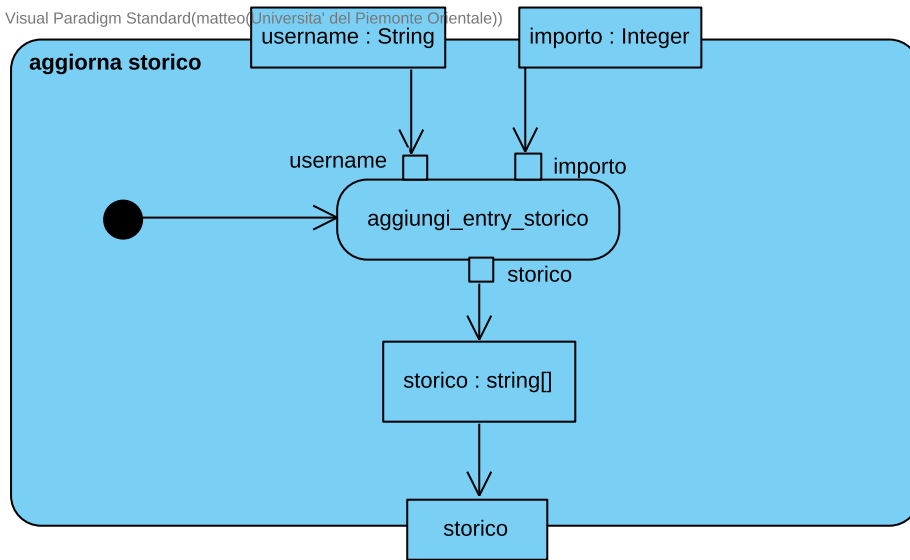 Visual Paradigm Standard(matteo(Universita' del Piemonte Orientale))
username : String
importo : Integer
aggiorna storico
username
importo
aggiungi_entry_storico
storico
storico : string[]
storico